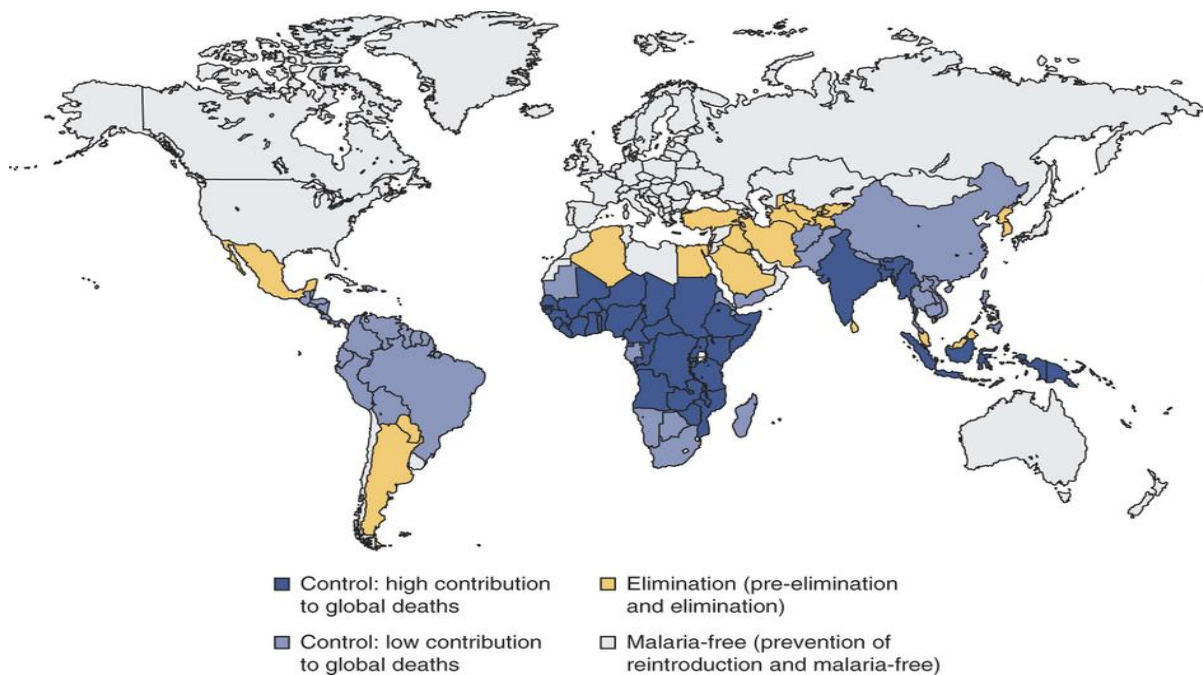 Control: high contribution
to global deaths
Control: low contribution
to global deaths
Elimination (pre-elimination
and elimination)
Malaria-free (prevention of
reintroduction and malaria-free)